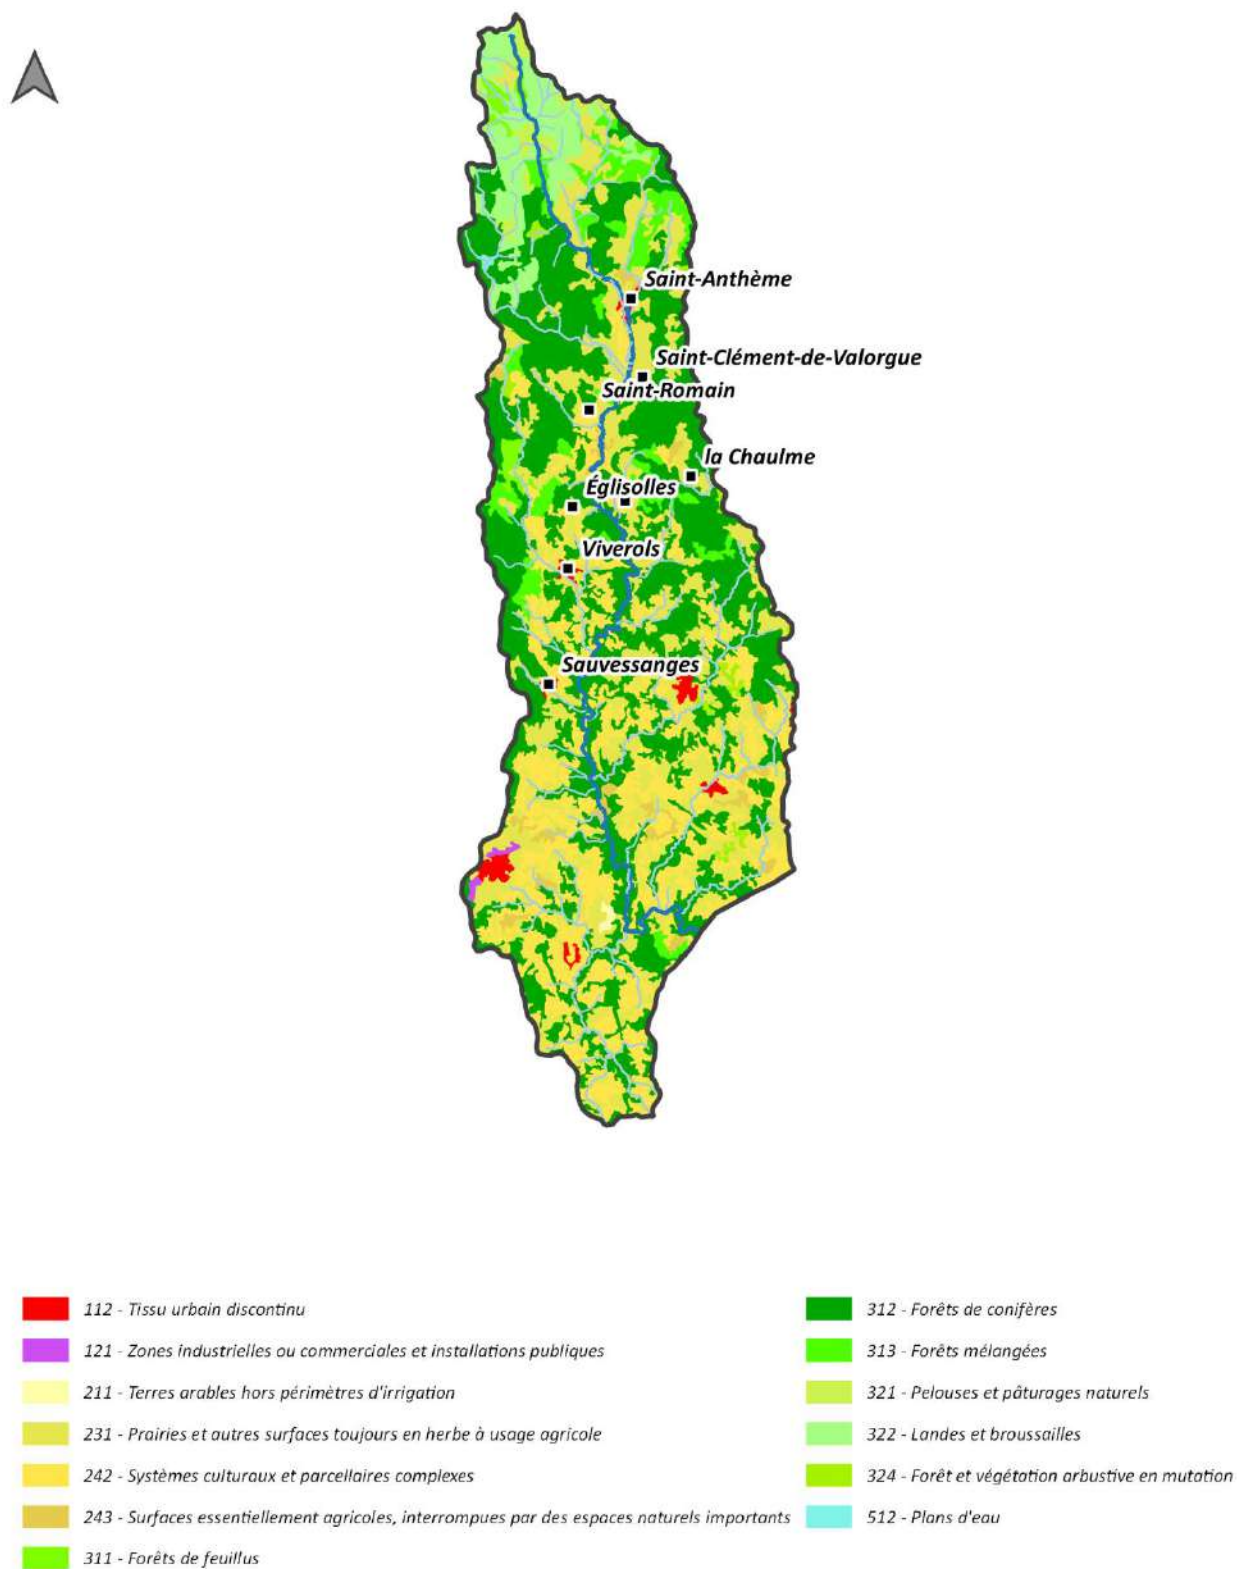 Saint-Anthème
Saint-Clément-de-Valorgue
Saint-Romain
la Chaulme
Églisolles
Viverols
Sauvessanges
112 - Tissu urbain discontinu
121 - Zones industrielles ou commerciales et installations publiques
211 - Terres arables hors périmètres d'irrigation
231 - Prairies et autres surfaces toujours en herbe à usage agricole
242 - Systèmes culturaux et parcellaires complexes
243 - Surfaces essentiellement agricoles, interrompues par des espaces naturels importants
311 - Forêts de feuillus
312 - Forêts de conifères
313 - Forêts mélangées
321 - Pelouses et pâturages naturels
322 - Landes et broussailles
324 - Forêt et végétation arbustive en mutation
512 - Plans d'eau